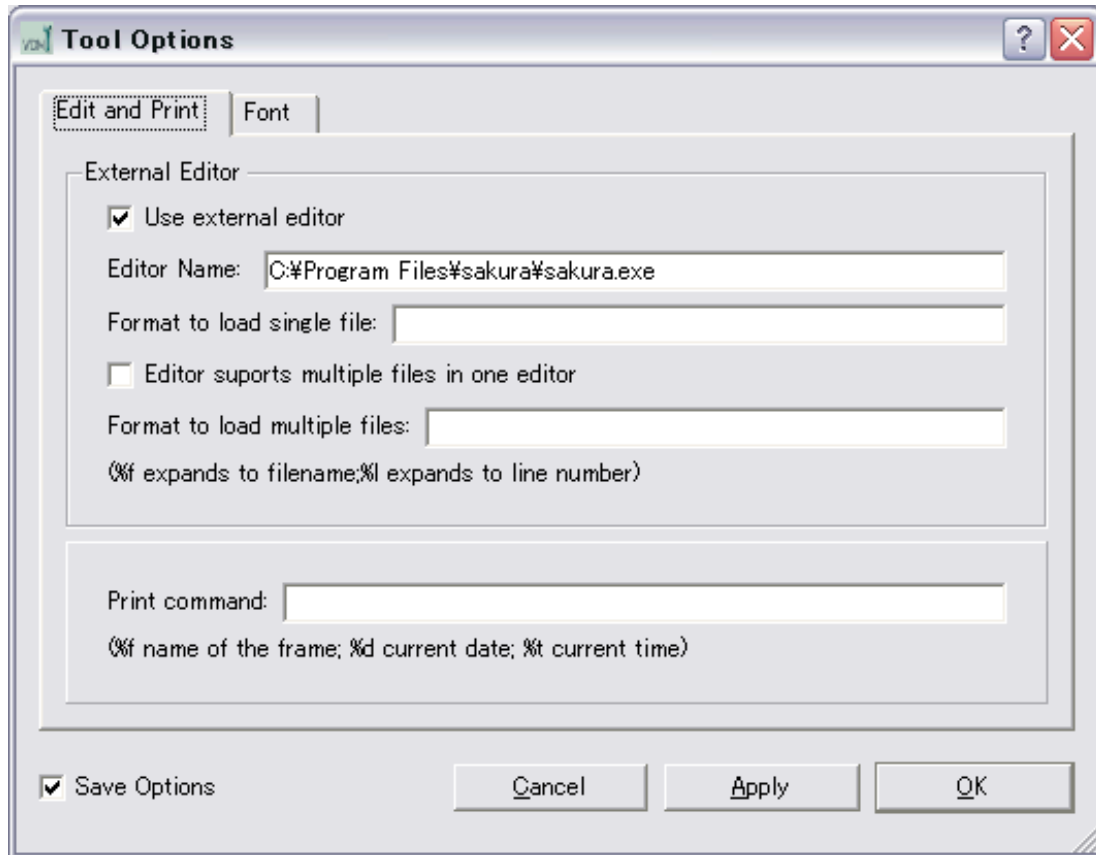 VDM Tool Options
Edit and Print Font
External Editor
Use external editor
Editor Name: C:¥Program Files¥sakura¥sakura.exe
Format to load single file:
Editor suports multiple files in one editor
Format to load multiple files:
(%f expands to filename;%l expands to line number)
Print command:
(%f name of the frame; %d current date; %t current time)
Save Options Cancel Apply OK